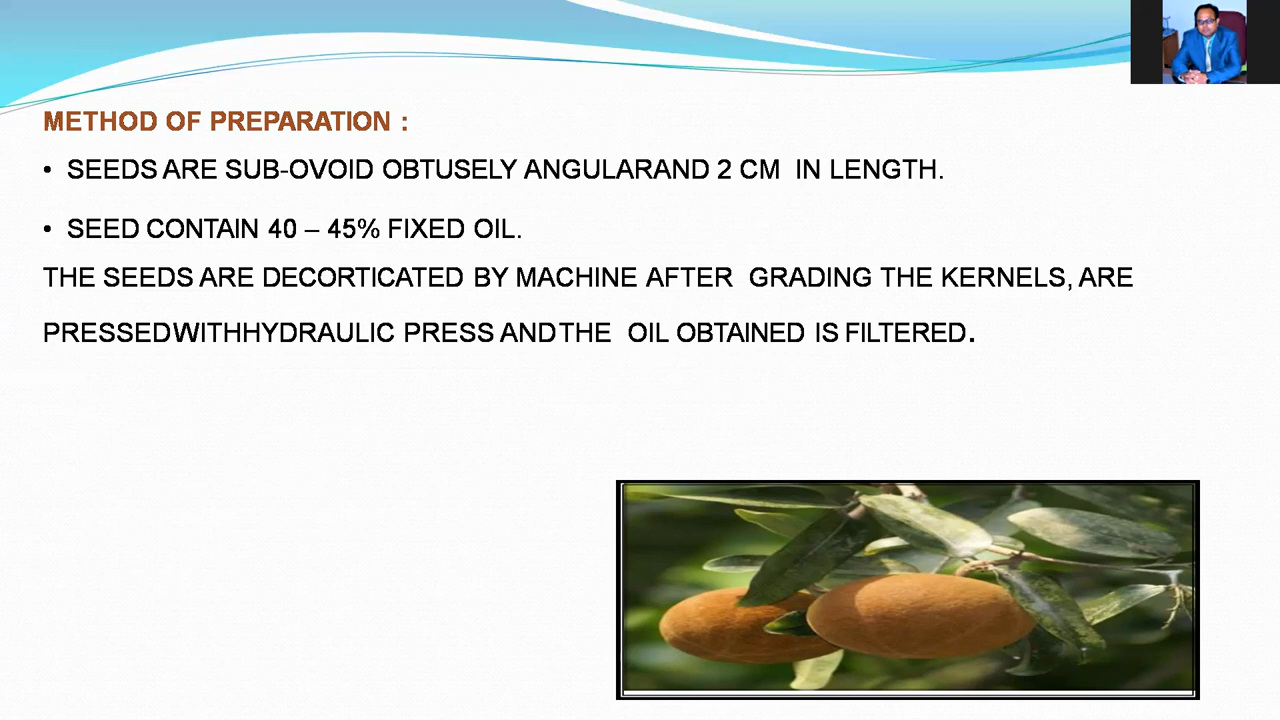 METHOD OF PREPARATION :
• SEEDS ARE SUB-OVOID OBTUSELY ANGULARAND 2 CM IN LENGTH.
• SEED CONTAIN 40 – 45% FIXED OIL.
THE SEEDS ARE DECORTICATED BY MACHINE AFTER GRADING THE KERNELS, ARE
PRESSEDWITHHYDRAULIC PRESS ANDTHE OIL OBTAINED IS FILTERED.